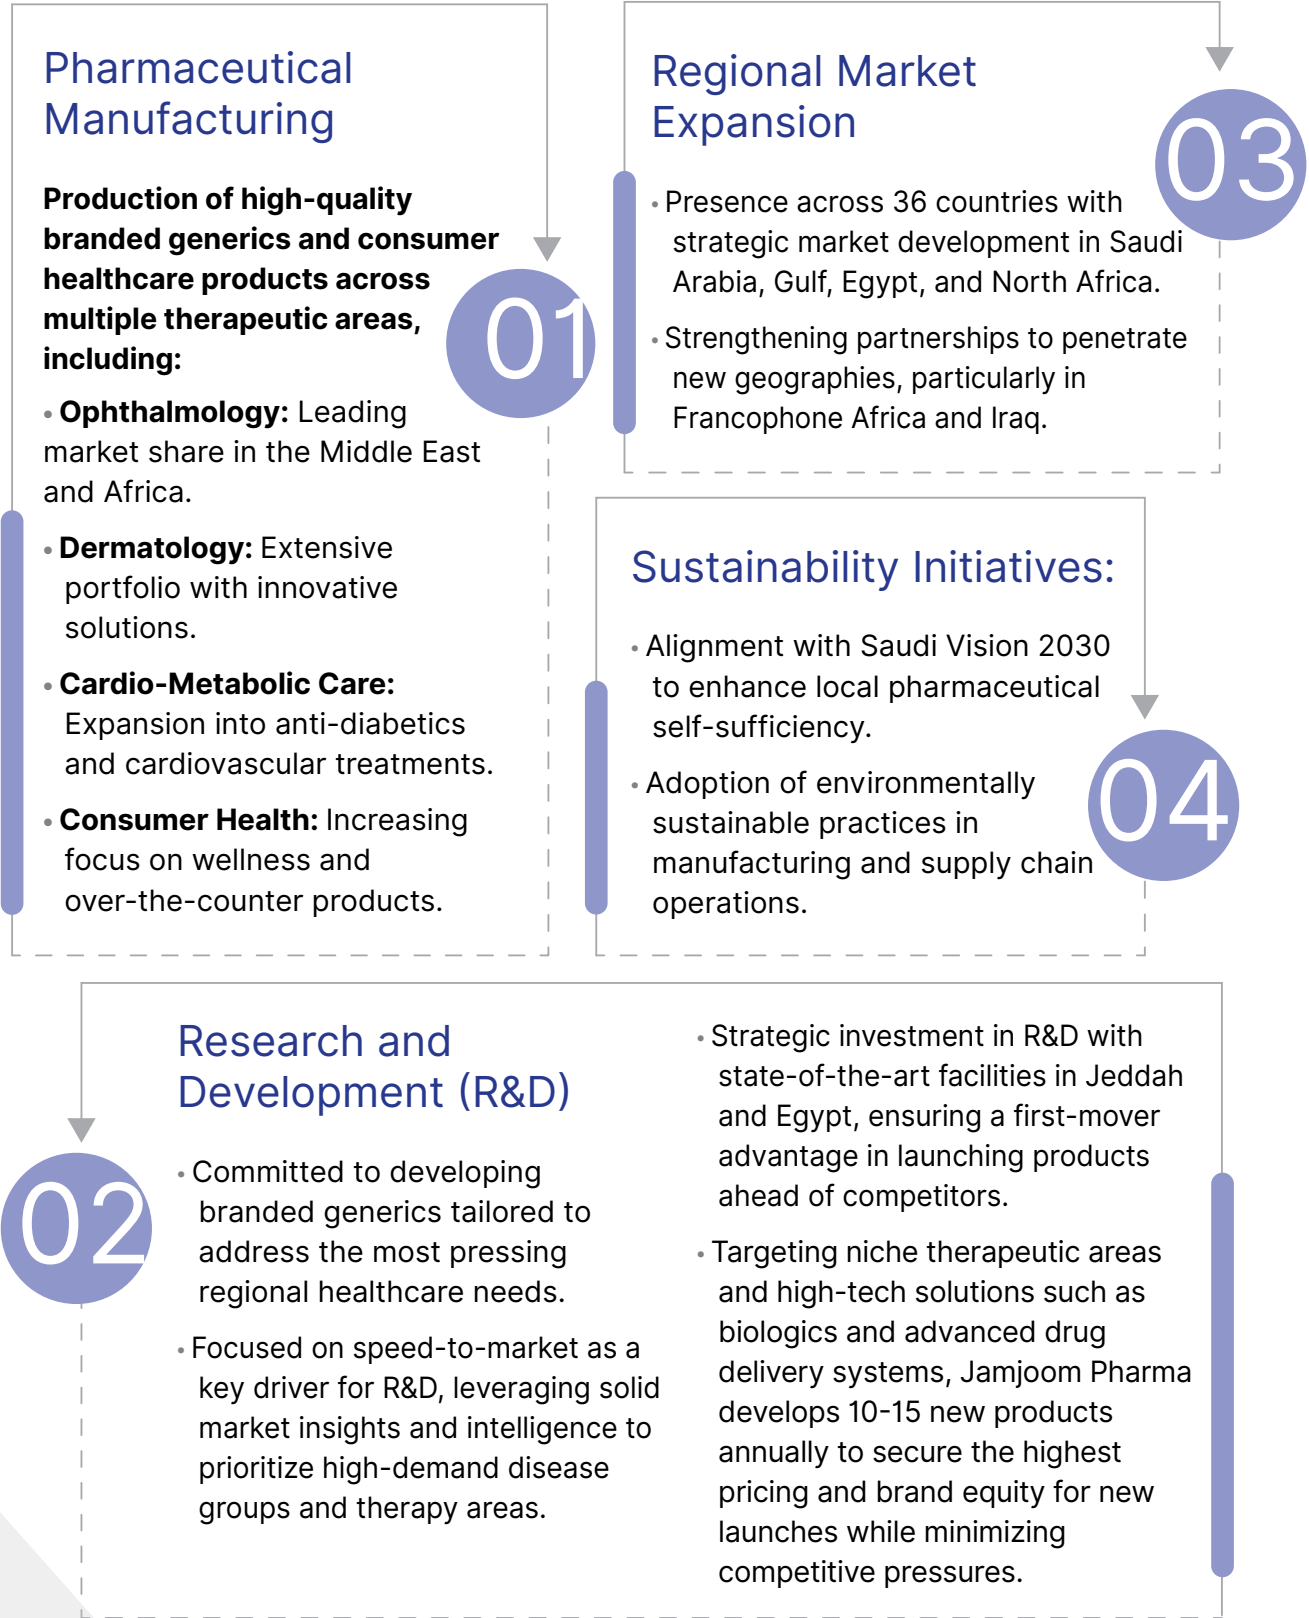 Pharmaceutical
Manufacturing
Production of high-quality
branded generics and consumer
healthcare products across
multiple therapeutic areas,
including:
• Ophthalmology: Leading
market share in the Middle East
and Africa.
• Dermatology: Extensive
portfolio with innovative
solutions.
• Cardio-Metabolic Care:
Expansion into anti-diabetics
and cardiovascular treatments.
• Consumer Health: Increasing
focus on wellness and
over-the-counter products.
01
Research and
Development (R&D)
• Committed to developing
branded generics tailored to
address the most pressing
regional healthcare needs.
• Focused on speed-to-market as a
key driver for R&D, leveraging solid
market insights and intelligence to
prioritize high-demand disease
groups and therapy areas.
• Strategic investment in R&D with
state-of-the-art facilities in Jeddah
and Egypt, ensuring a first-mover
advantage in launching products
ahead of competitors.
• Targeting niche therapeutic areas
and high-tech solutions such as
biologics and advanced drug
delivery systems, Jamjoom Pharma
develops 10-15 new products
annually to secure the highest
pricing and brand equity for new
launches while minimizing
competitive pressures.
02
Regional Market
Expansion
• Presence across 36 countries with
strategic market development in Saudi
Arabia, Gulf, Egypt, and North Africa.
• Strengthening partnerships to penetrate
new geographies, particularly in
Francophone Africa and Iraq.
03
Sustainability Initiatives:
• Alignment with Saudi Vision 2030
to enhance local pharmaceutical
self-sufficiency.
• Adoption of environmentally
sustainable practices in
manufacturing and supply chain
operations.
04